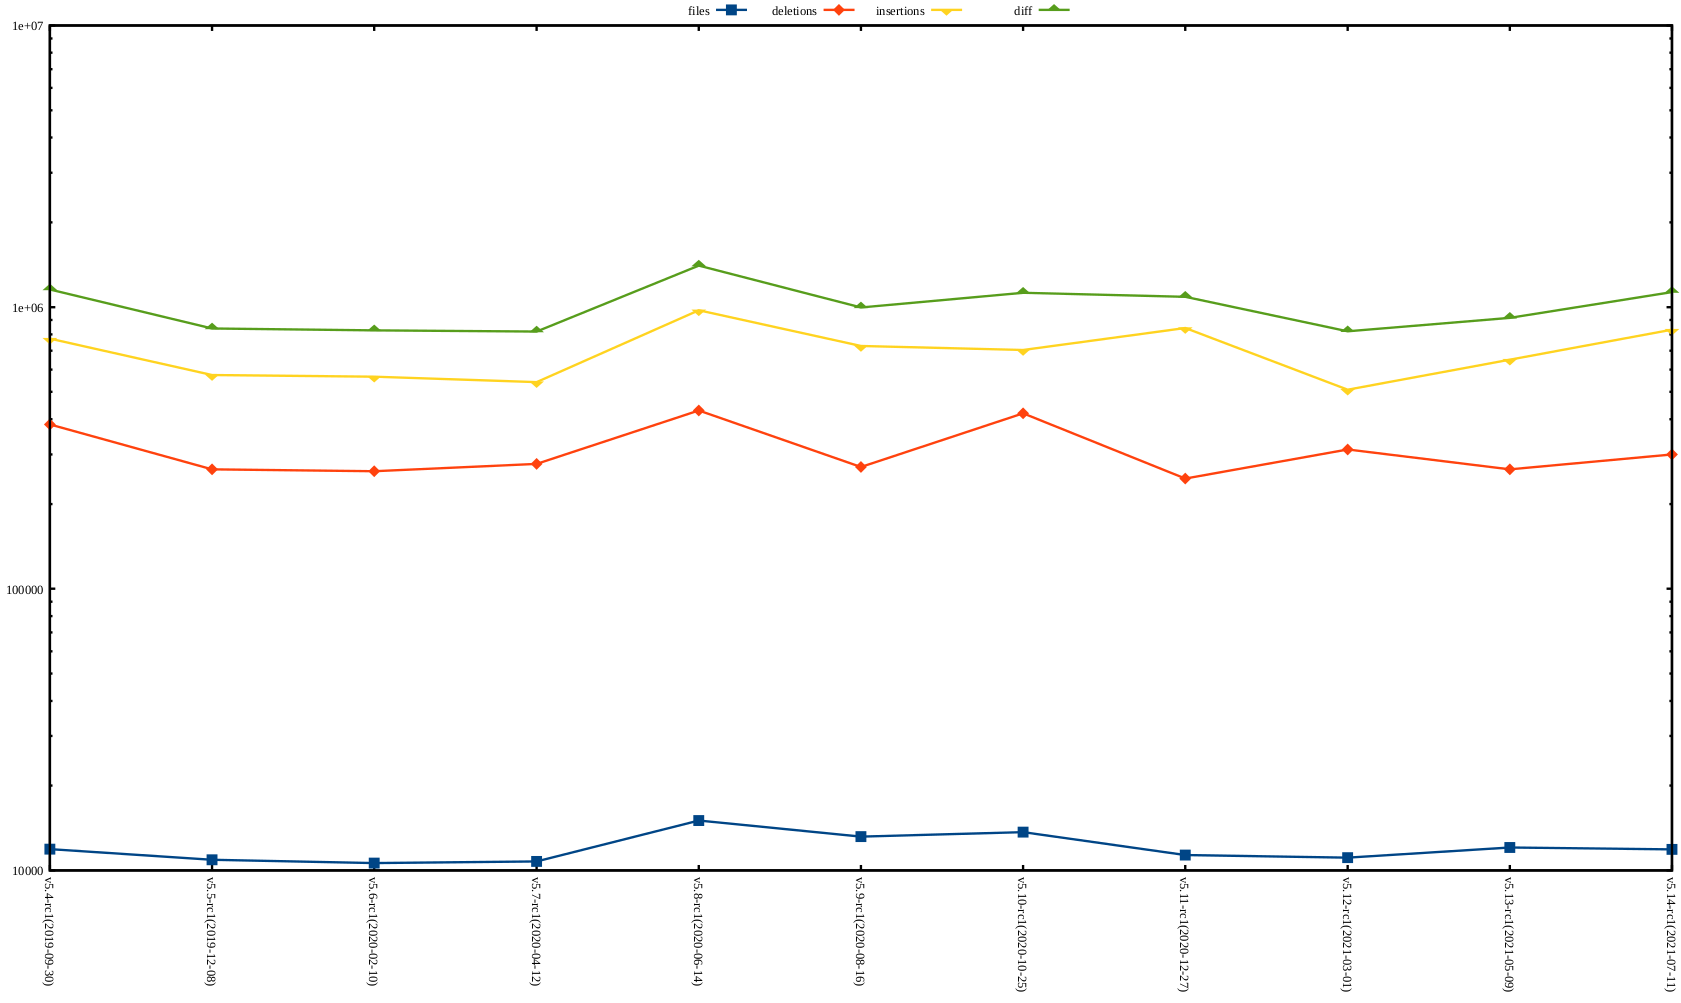 files deletions insertions diff
1e+07
1e+06
100000
10000
v5.4-rc1(2019-09-30)
v5.5-rc1(2019-12-08)
v5.6-rc1(2020-02-10)
v5.7-rc1(2020-04-12)
v5.8-rc1(2020-06-14)
v5.9-rc1(2020-08-16)
v5.10-rc1(2020-10-25)
v5.11-rc1(2020-12-27)
v5.12-rc1(2021-03-01)
v5.13-rc1(2021-05-09)
v5.14-rc1(2021-07-11)